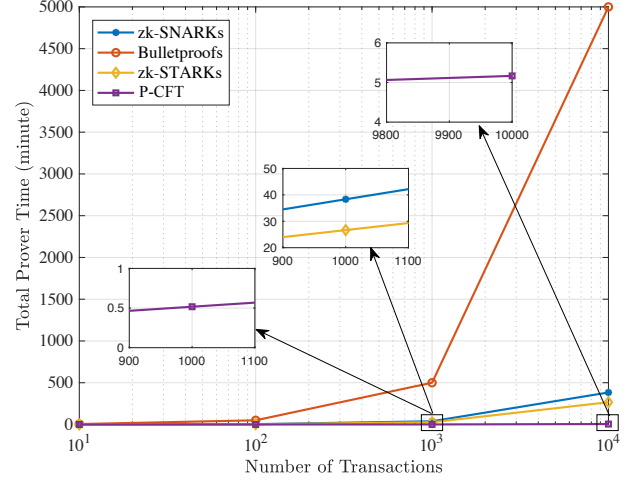 5000
4500
4000
3500
3000
2500
2000
1500
1000
500
0
Total Prover Time (minute)
zk-SNARKs
Bulletproofs
zk-STARKs
P-CFT
6
5
4
9800 9900 10000
50
40
30
20
900 1000 1100
1
0.5
0
900 1000 1100
10^1 10^2 10^3 10^4
Number of Transactions